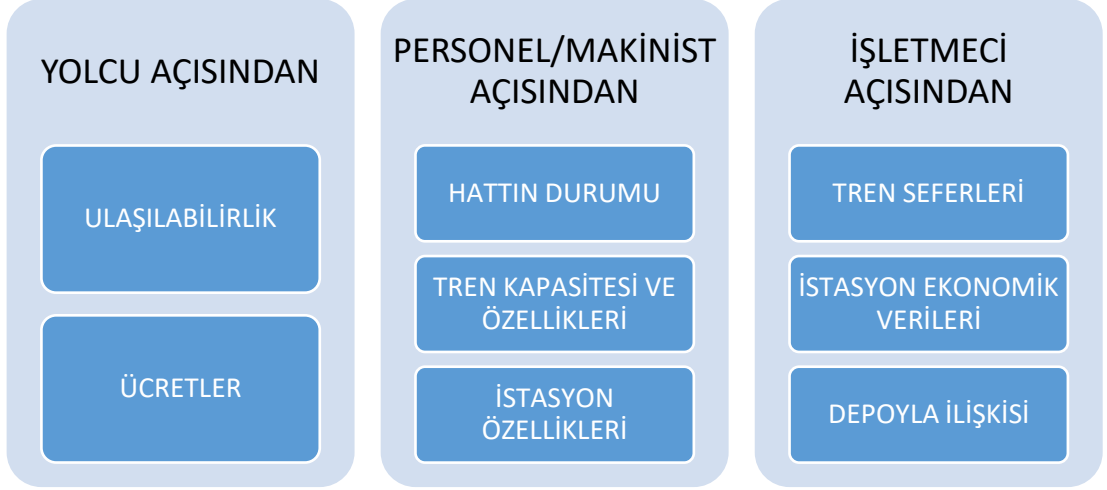 YOLCU AÇISINDAN
ULAŞILABİLİRLİK
ÜCRETLER
PERSONEL/MAKİNİST
AÇISINDAN
HATTIN DURUMU
TREN KAPASİTESİ VE
ÖZELLİKLERİ
İSTASYON
ÖZELLİKLERİ
İŞLETMECİ
AÇISINDAN
TREN SEFERLERİ
İSTASYON EKONOMİK
VERİLERİ
DEPOYLA İLİŞKİSİ